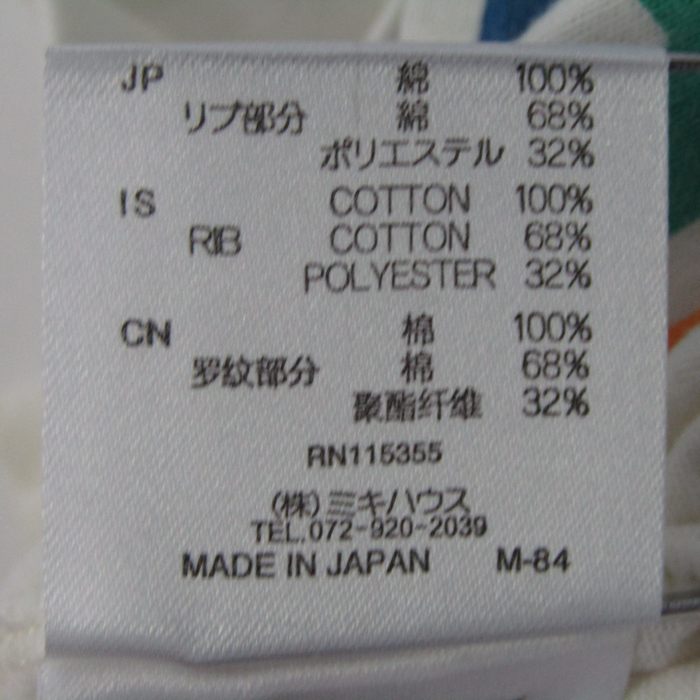 JP 綿 100%
リブ部分 綿 68%
ポリエステル 32%
IS COTTON 100%
RIB COTTON 68%
POLYESTER 32%
CN 棉 100%
罗纹部分 棉 68%
聚酯纤维 32%
RN115355
(株)ミキハウス
TEL.072-920-2039
MADE IN JAPAN M-84